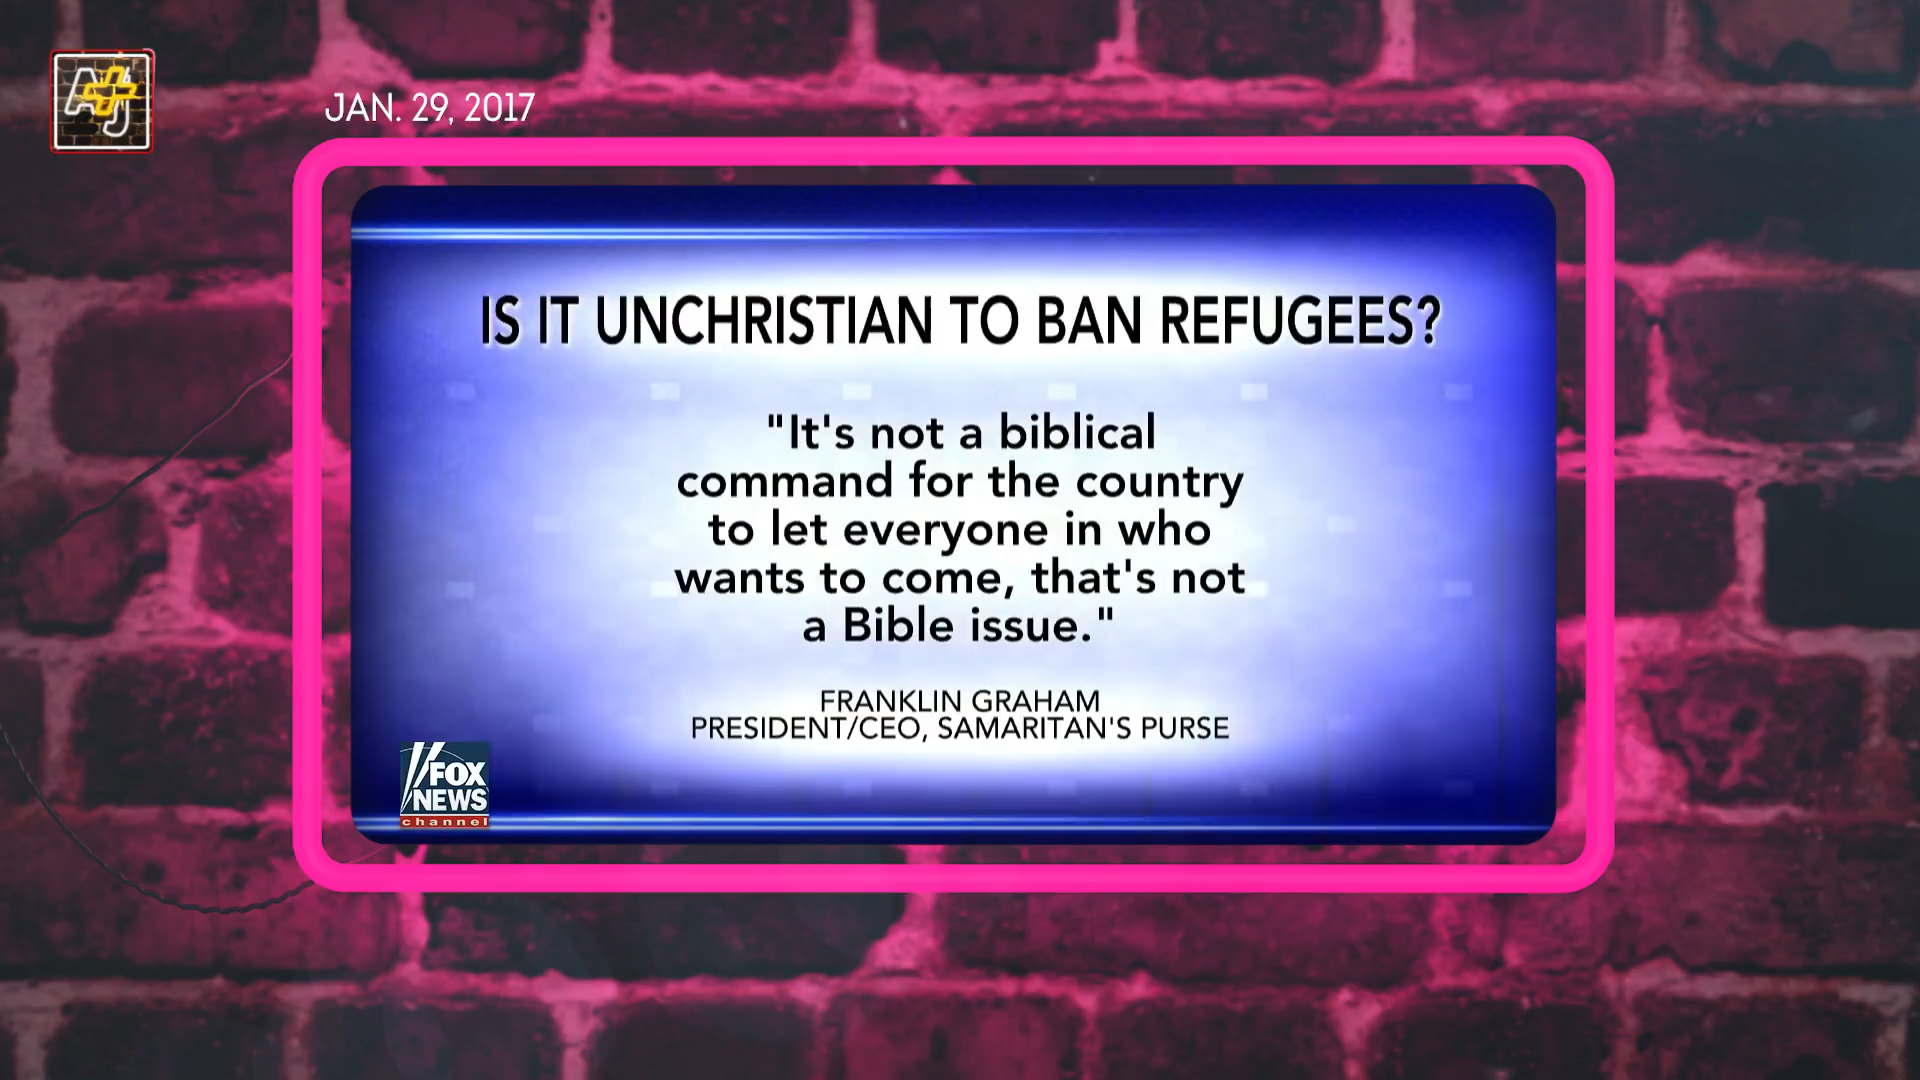 AJ+
JAN. 29, 2017
IS IT UNCHRISTIAN TO BAN REFUGEES?
"It's not a biblical
command for the country
to let everyone in who
wants to come, that's not
a Bible issue."
FRANKLIN GRAHAM
PRESIDENT/CEO, SAMARITAN'S PURSE
FOX
NEWS
channel